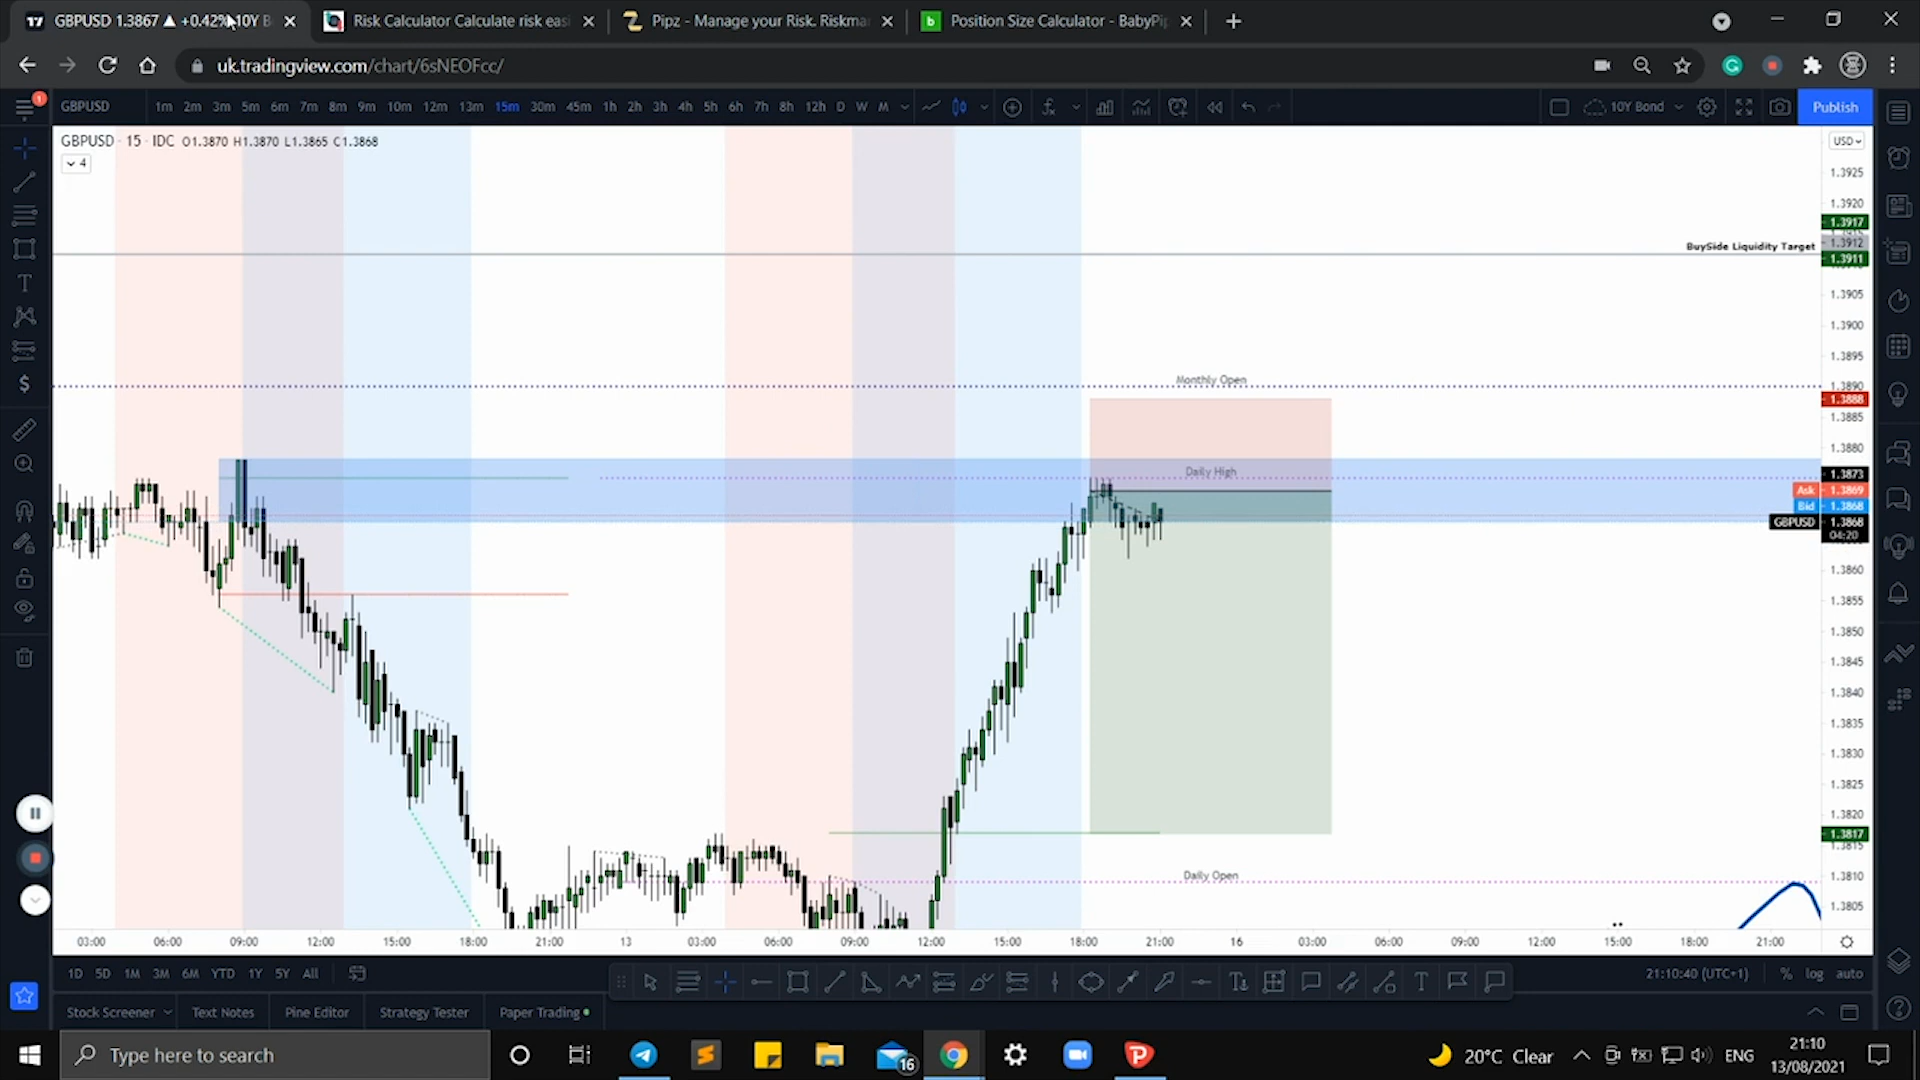 GBPUSD 1.3867 ▲ +0.42% 10Y B
Risk Calculator Calculate risk easi
Pipz - Manage your Risk. Riskma
Position Size Calculator - BabyPip
uk.tradingview.com/chart/6sNEOFcc/
1
GBPUSD 1m 2m 3m 5m 6m 7m 8m 9m 10m 12m 13m 15m 30m 45m 1h 2h 3h 4h 5h 6h 7h 8h 12h D W M 10Y Bond Publish
GBPUSD · 15 · IDC O1.3870 H1.3870 L1.3865 C1.3868
4
USD
1.3925
1.3920
1.3917
BuySide Liquidity Target 1.3912
1.3911
1.3905
1.3900
1.3895
Monthly Open 1.3890
1.3888
1.3885
1.3880
Daily High 1.3873
Ask 1.3869
Bid 1.3868
GBPUSD 1.3868
04:20
1.3860
1.3855
1.3850
1.3845
1.3840
1.3835
1.3830
1.3825
1.3820
1.3817
1.3815
Daily Open 1.3810
1.3805
03:00 06:00 09:00 12:00 15:00 18:00 21:00 13 03:00 06:00 09:00 12:00 15:00 18:00 21:00 16 03:00 06:00 09:00 12:00 15:00 18:00 21:00
1D 5D 1M 3M 6M YTD 1Y 5Y All 21:10:40 (UTC+1) % log auto
Stock Screener Text Notes Pine Editor Strategy Tester Paper Trading
Type here to search 16 20°C Clear ENG 21:10
13/08/2021